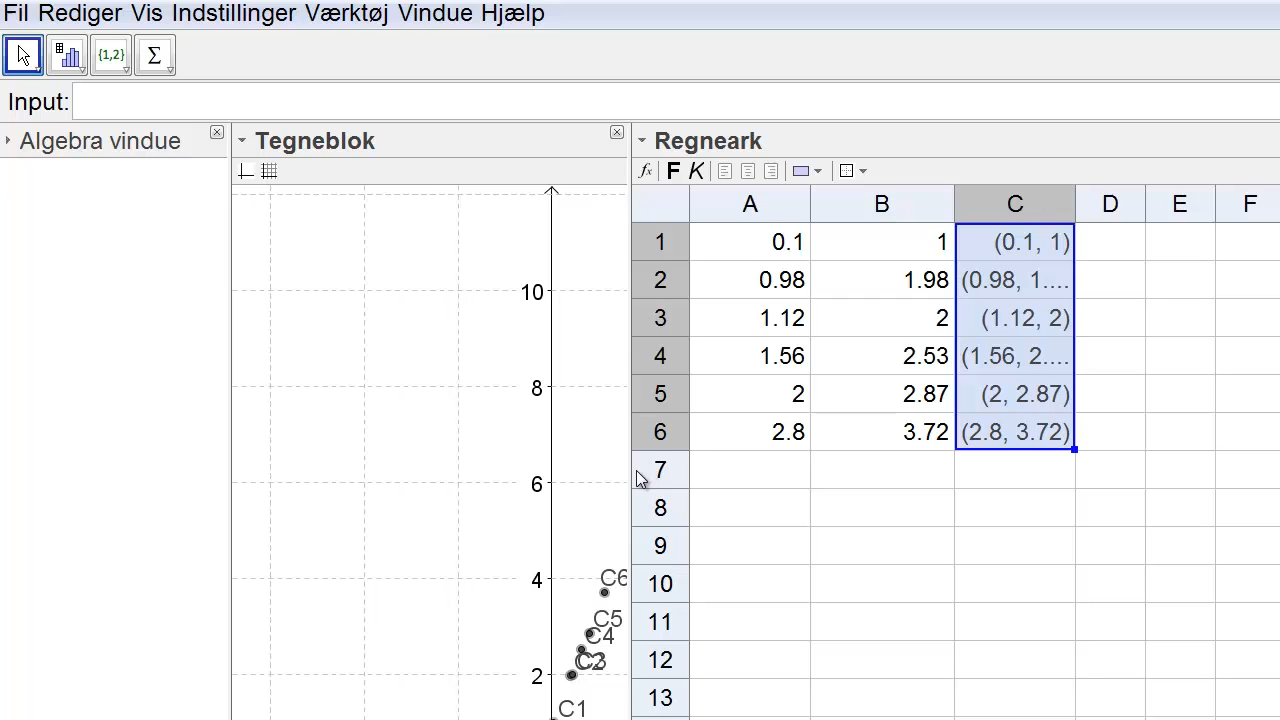 Fil Rediger Vis Indstillinger Værktøj Vindue Hjælp
{1,2} Σ
Input:
Algebra vindue
Tegneblok
Regneark
fx F K
A B C D E F
1 0.1 1 (0.1, 1)
2 0.98 1.98 (0.98, 1....
3 1.12 2 (1.12, 2)
4 1.56 2.53 (1.56, 2....
5 2 2.87 (2, 2.87)
6 2.8 3.72 (2.8, 3.72)
7
8
9
10
11
12
13
10
8
6
4
2
C6
C5
C4
C1